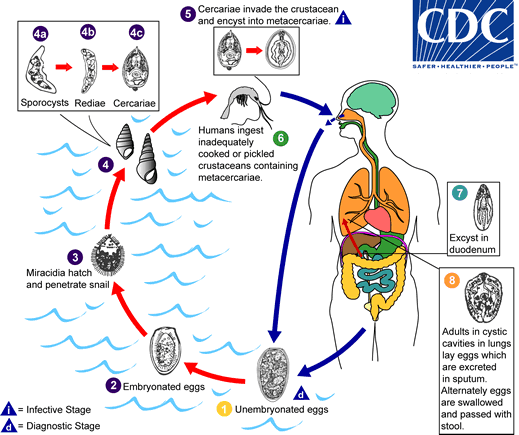 5 Cercariae invade the crustacean
and encyst into metacercariae. i
CDC
SAFER·HEALTHIER·PEOPLE™
4a 4b 4c
Sporocysts Rediae Cercariae
4
6
Humans ingest
inadequately
cooked or pickled
crustaceans containing
metacercariae.
7
Excyst in
duodenum
3
Miracidia hatch
and penetrate snail
8
Adults in cystic
cavities in lungs
lay eggs which
are excreted
in sputum.
Alternately eggs
are swallowed
and passed with
stool.
2 Embryonated eggs
d
1 Unembryonated eggs
i = Infective Stage
d = Diagnostic Stage